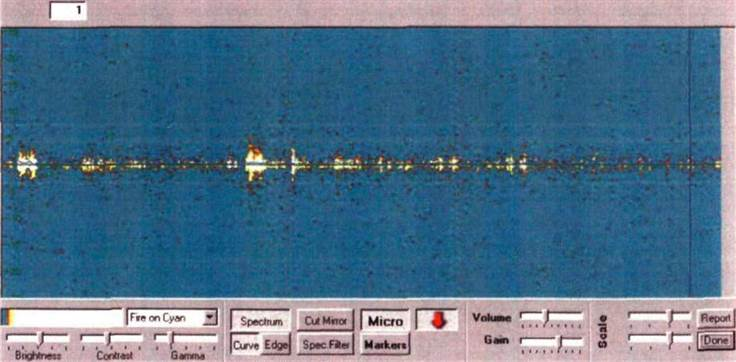 1
Fire on Cyan
Spectrum
Cut Mirror
Micro
Volume
Report
Curve
Edge
Spec.Filter
Markers
Gain
Scale
Done
Brightness
Contrast
Gamma